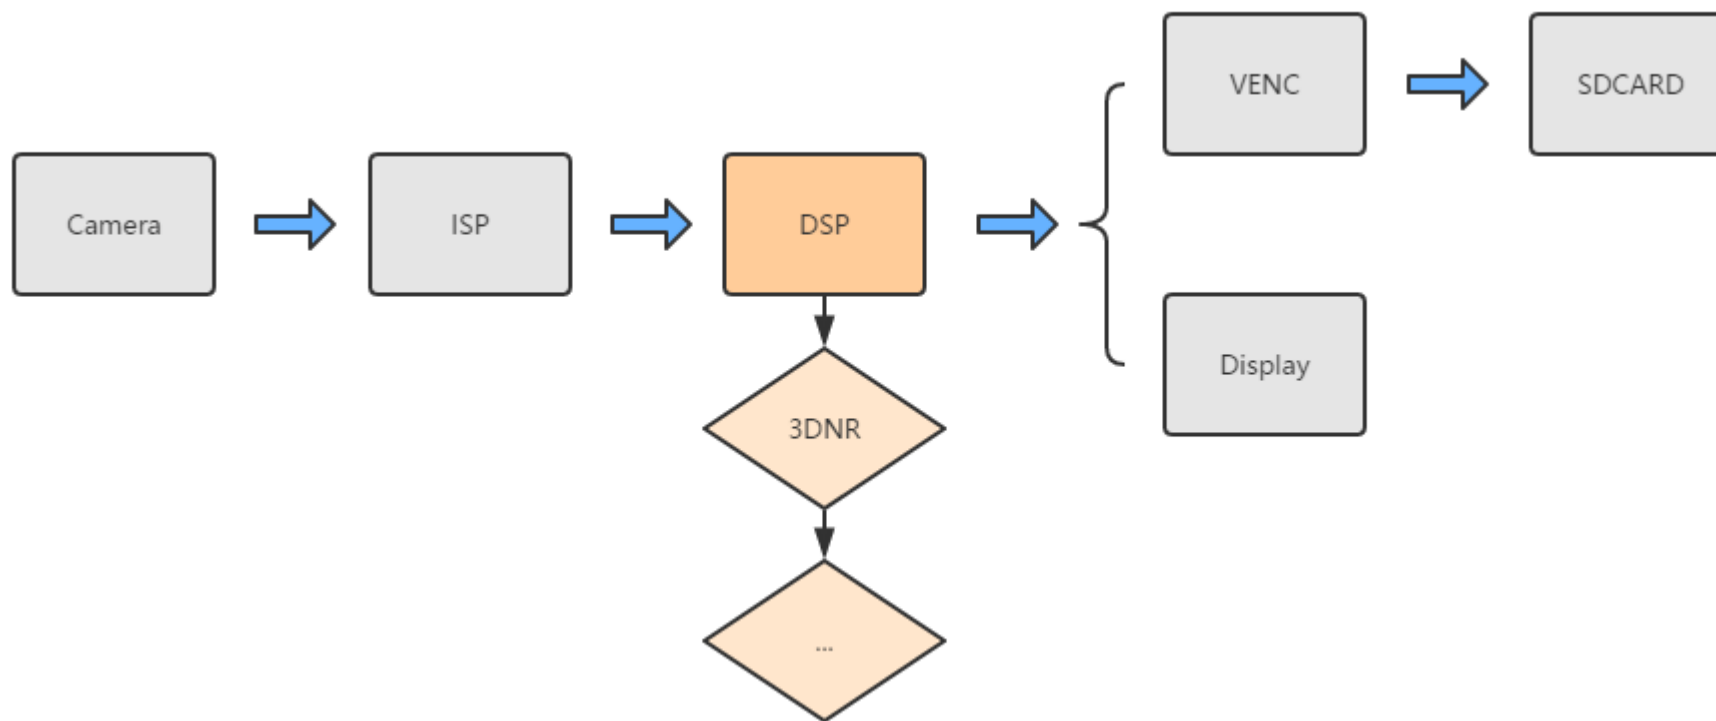 Camera
ISP
DSP
VENC
SDCARD
Display
3DNR
...